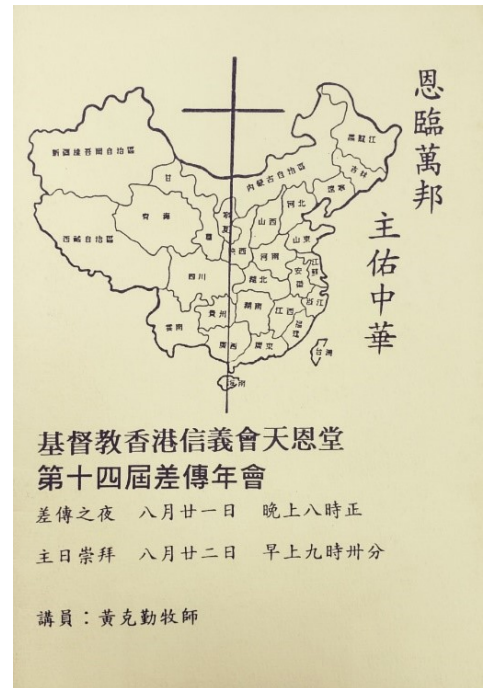 恩臨萬邦
主佑中華
新疆維吾爾自治區
西藏自治區
青海
甘
肅
內蒙古自治區
黑龍江
吉林
遼寧
河北
山西
山東
寧夏
陝西
河南
江蘇
安徽
四川
湖北
浙江
湖南
江西
貴州
福建
雲南
廣西
廣東
台灣
海南
基督教香港信義會天恩堂
第十四屆差傳年會
差傳之夜 八月廿一日 晚上八時正
主日崇拜 八月廿二日 早上九時卅分
講員：黃克勤牧師